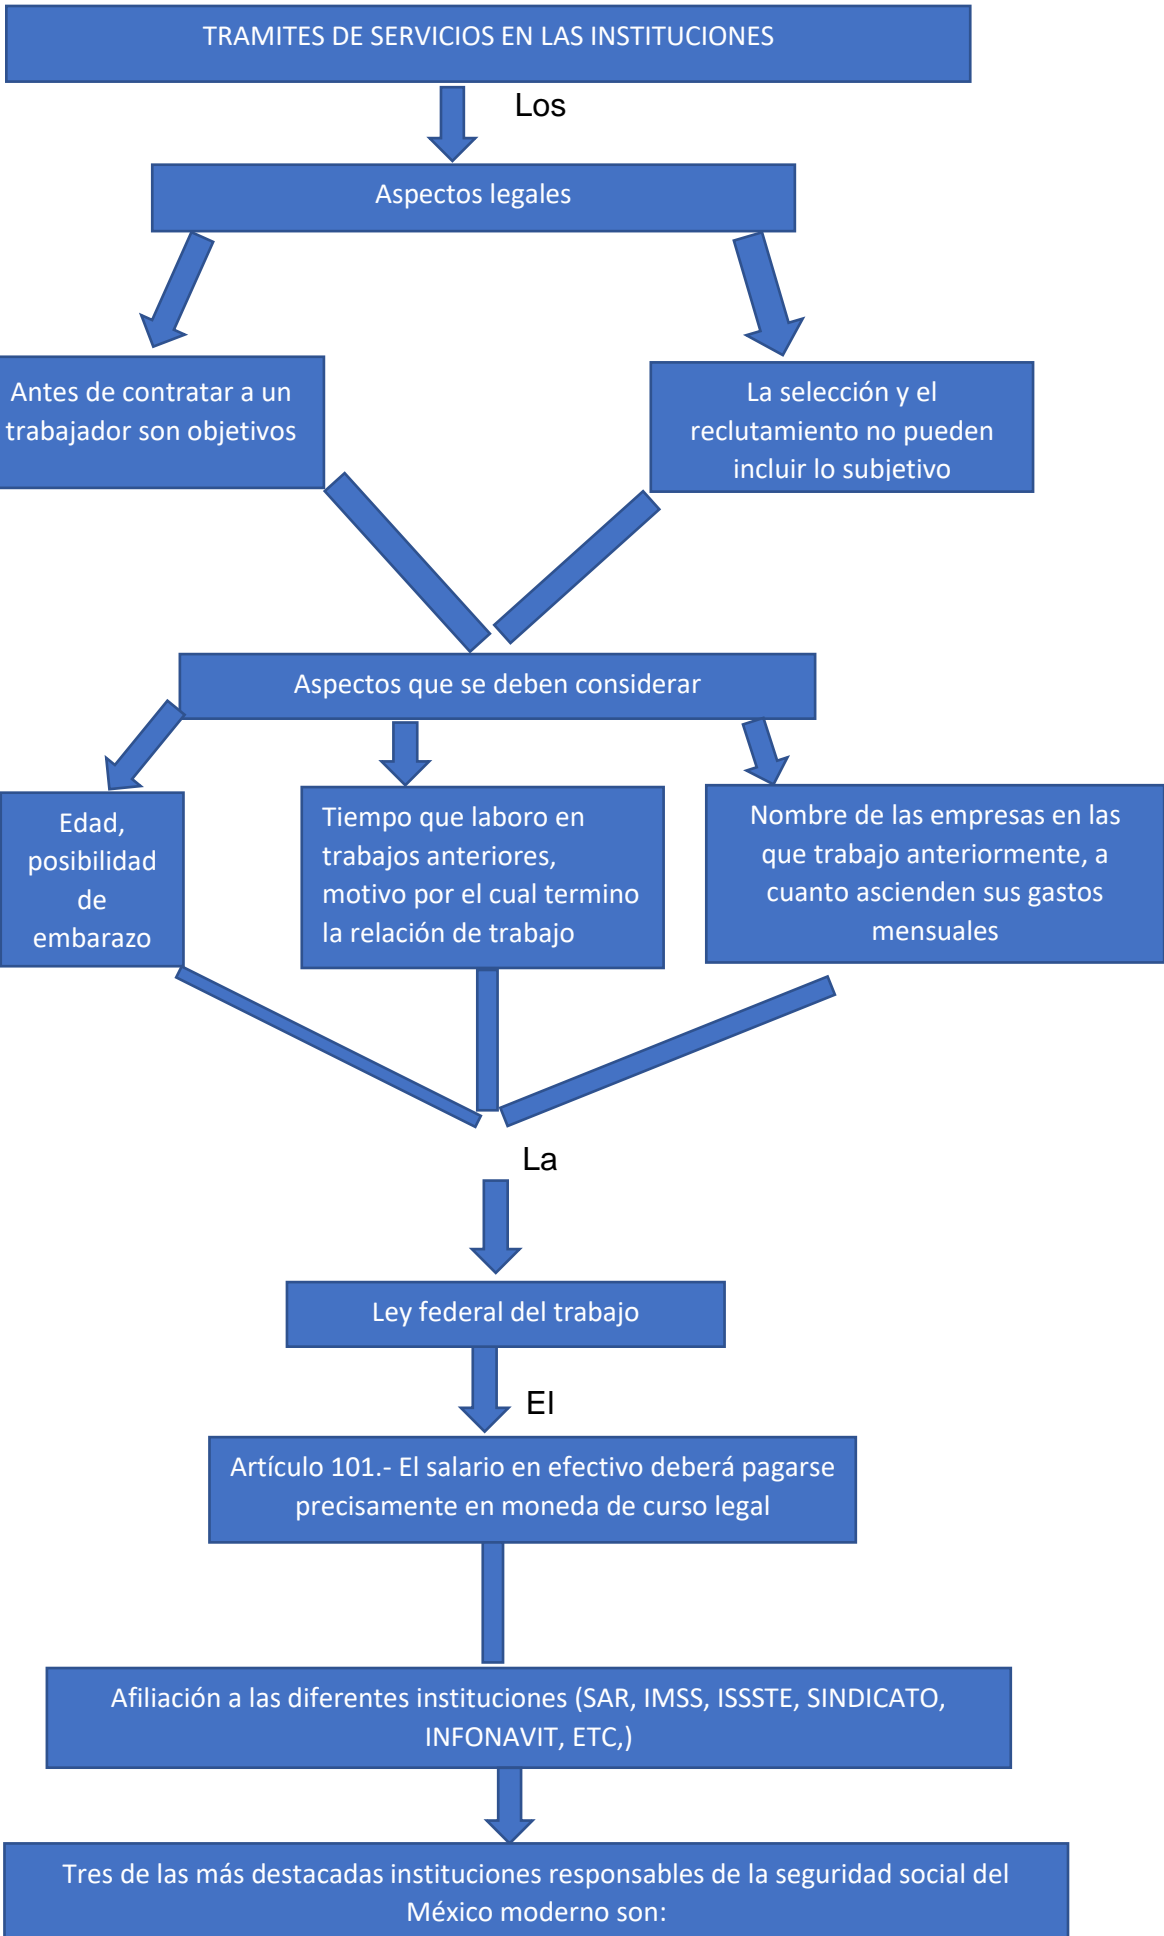 TRAMITES DE SERVICIOS EN LAS INSTITUCIONES
Los
Aspectos legales
Antes de contratar a un
trabajador son objetivos
La selección y el
reclutamiento no pueden
incluir lo subjetivo
Aspectos que se deben considerar
Edad,
posibilidad
de
embarazo
Tiempo que laboro en
trabajos anteriores,
motivo por el cual termino
la relación de trabajo
Nombre de las empresas en las
que trabajo anteriormente, a
cuanto ascienden sus gastos
mensuales
La
Ley federal del trabajo
El
Artículo 101.- El salario en efectivo deberá pagarse
precisamente en moneda de curso legal
Afiliación a las diferentes instituciones (SAR, IMSS, ISSSTE, SINDICATO,
INFONAVIT, ETC,)
Tres de las más destacadas instituciones responsables de la seguridad social del
México moderno son: